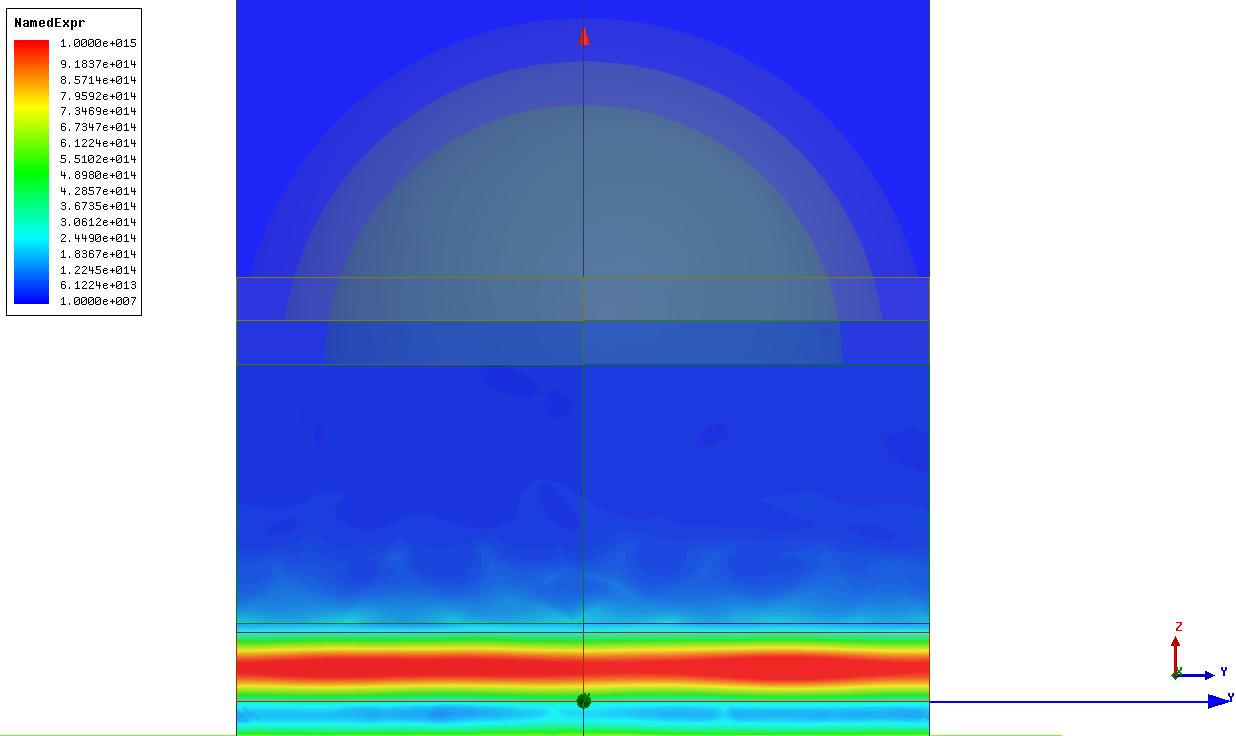 NamedExpr
1.0000e+015
9.1837e+014
8.5714e+014
7.9592e+014
7.3469e+014
6.7347e+014
6.1224e+014
5.5102e+014
4.8980e+014
4.2857e+014
3.6735e+014
3.0612e+014
2.4490e+014
1.8367e+014
1.2245e+014
6.1224e+013
1.0000e+007
Z
X
Y
Y